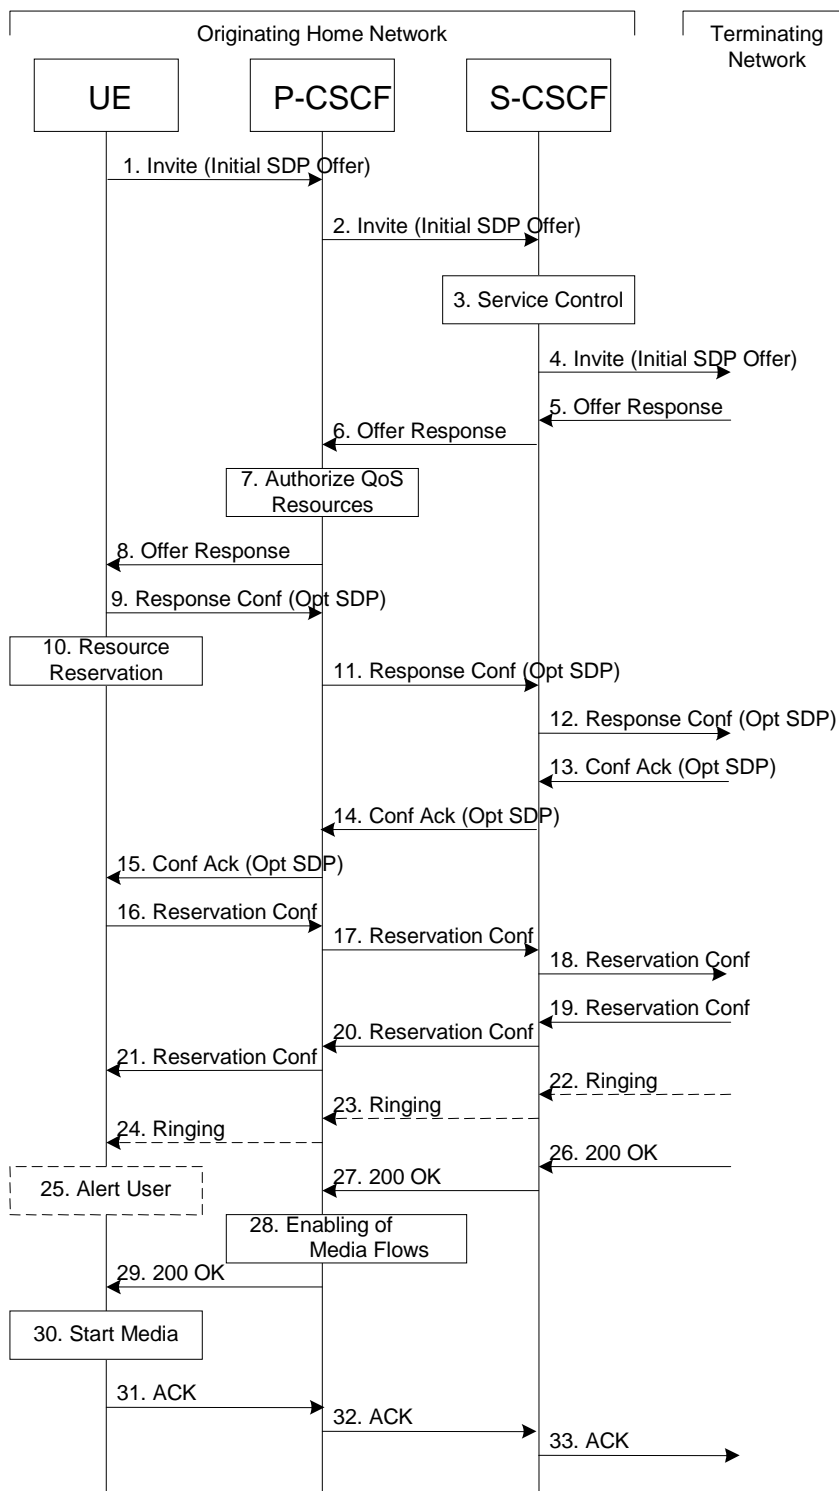 Originating Home Network
Terminating
Network
UE
P-CSCF
S-CSCF
1. Invite (Initial SDP Offer)
2. Invite (Initial SDP Offer)
3. Service Control
4. Invite (Initial SDP Offer)
5. Offer Response
6. Offer Response
7. Authorize QoS
Resources
8. Offer Response
9. Response Conf (Opt SDP)
10. Resource
Reservation
11. Response Conf (Opt SDP)
12. Response Conf (Opt SDP)
13. Conf Ack (Opt SDP)
14. Conf Ack (Opt SDP)
15. Conf Ack (Opt SDP)
16. Reservation Conf
17. Reservation Conf
18. Reservation Conf
19. Reservation Conf
20. Reservation Conf
21. Reservation Conf
22. Ringing
23. Ringing
24. Ringing
25. Alert User
26. 200 OK
27. 200 OK
28. Enabling of
Media Flows
29. 200 OK
30. Start Media
31. ACK
32. ACK
33. ACK